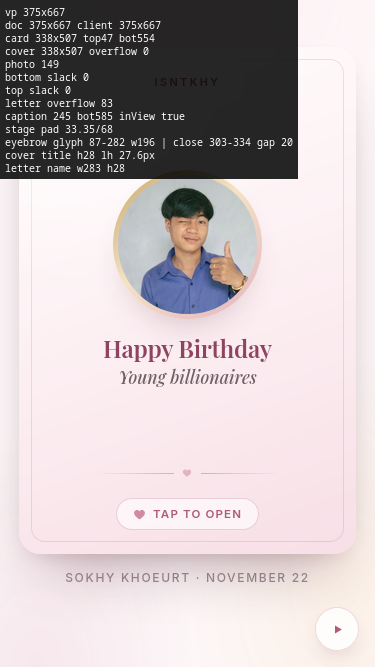 vp 375x667
doc 375x667 client 375x667
card 338x507 top47 bot554
cover 338x507 overflow 0
photo 149
bottom slack 0
top slack 0
letter overflow 83
caption 245 bot585 inView true
stage pad 33.35/68
eyebrow glyph 87-282 w196 | close 303-334 gap 20
cover title h28 lh 27.6px
letter name w283 h28
ISNTKHY
Happy Birthday
Young billionaires
TAP TO OPEN
SOKHY KHOEURT · NOVEMBER 22